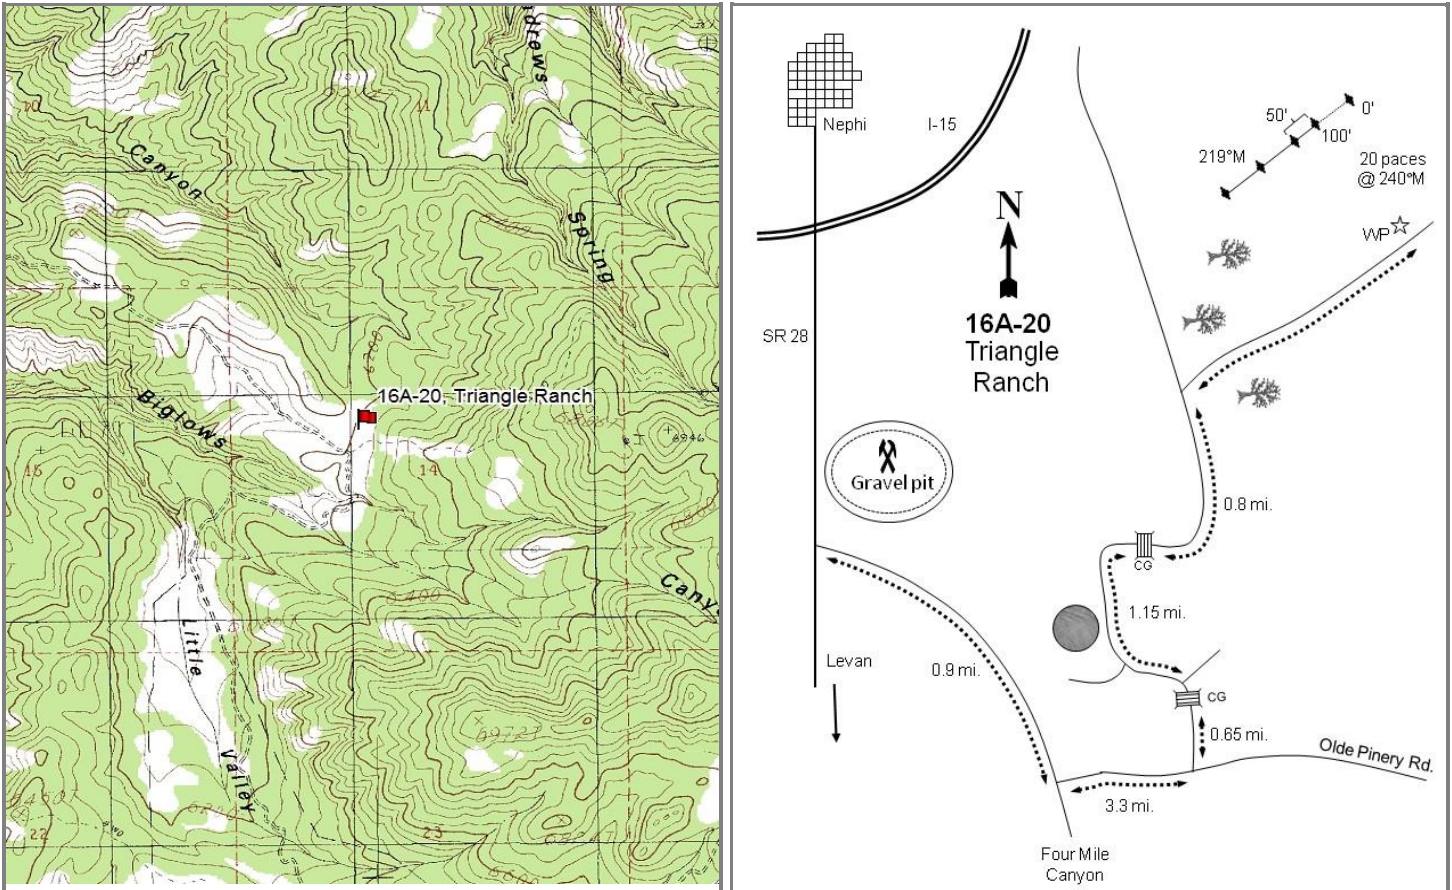 drews
10
11
Canyon
Spring
16A-20, Triangle Ranch
Biglows
6946
15
14
Canyo
6400
Little
Valley
22
23
6600
Nephi
I-15
0'
50'
100'
219°M
20 paces
@ 240°M
N
WP
SR 28
16A-20
Triangle
Ranch
Gravel pit
0.8 mi.
CG
1.15 mi.
Levan
0.9 mi.
CG
0.65 mi.
Olde Pinery Rd.
3.3 mi.
Four Mile
Canyon